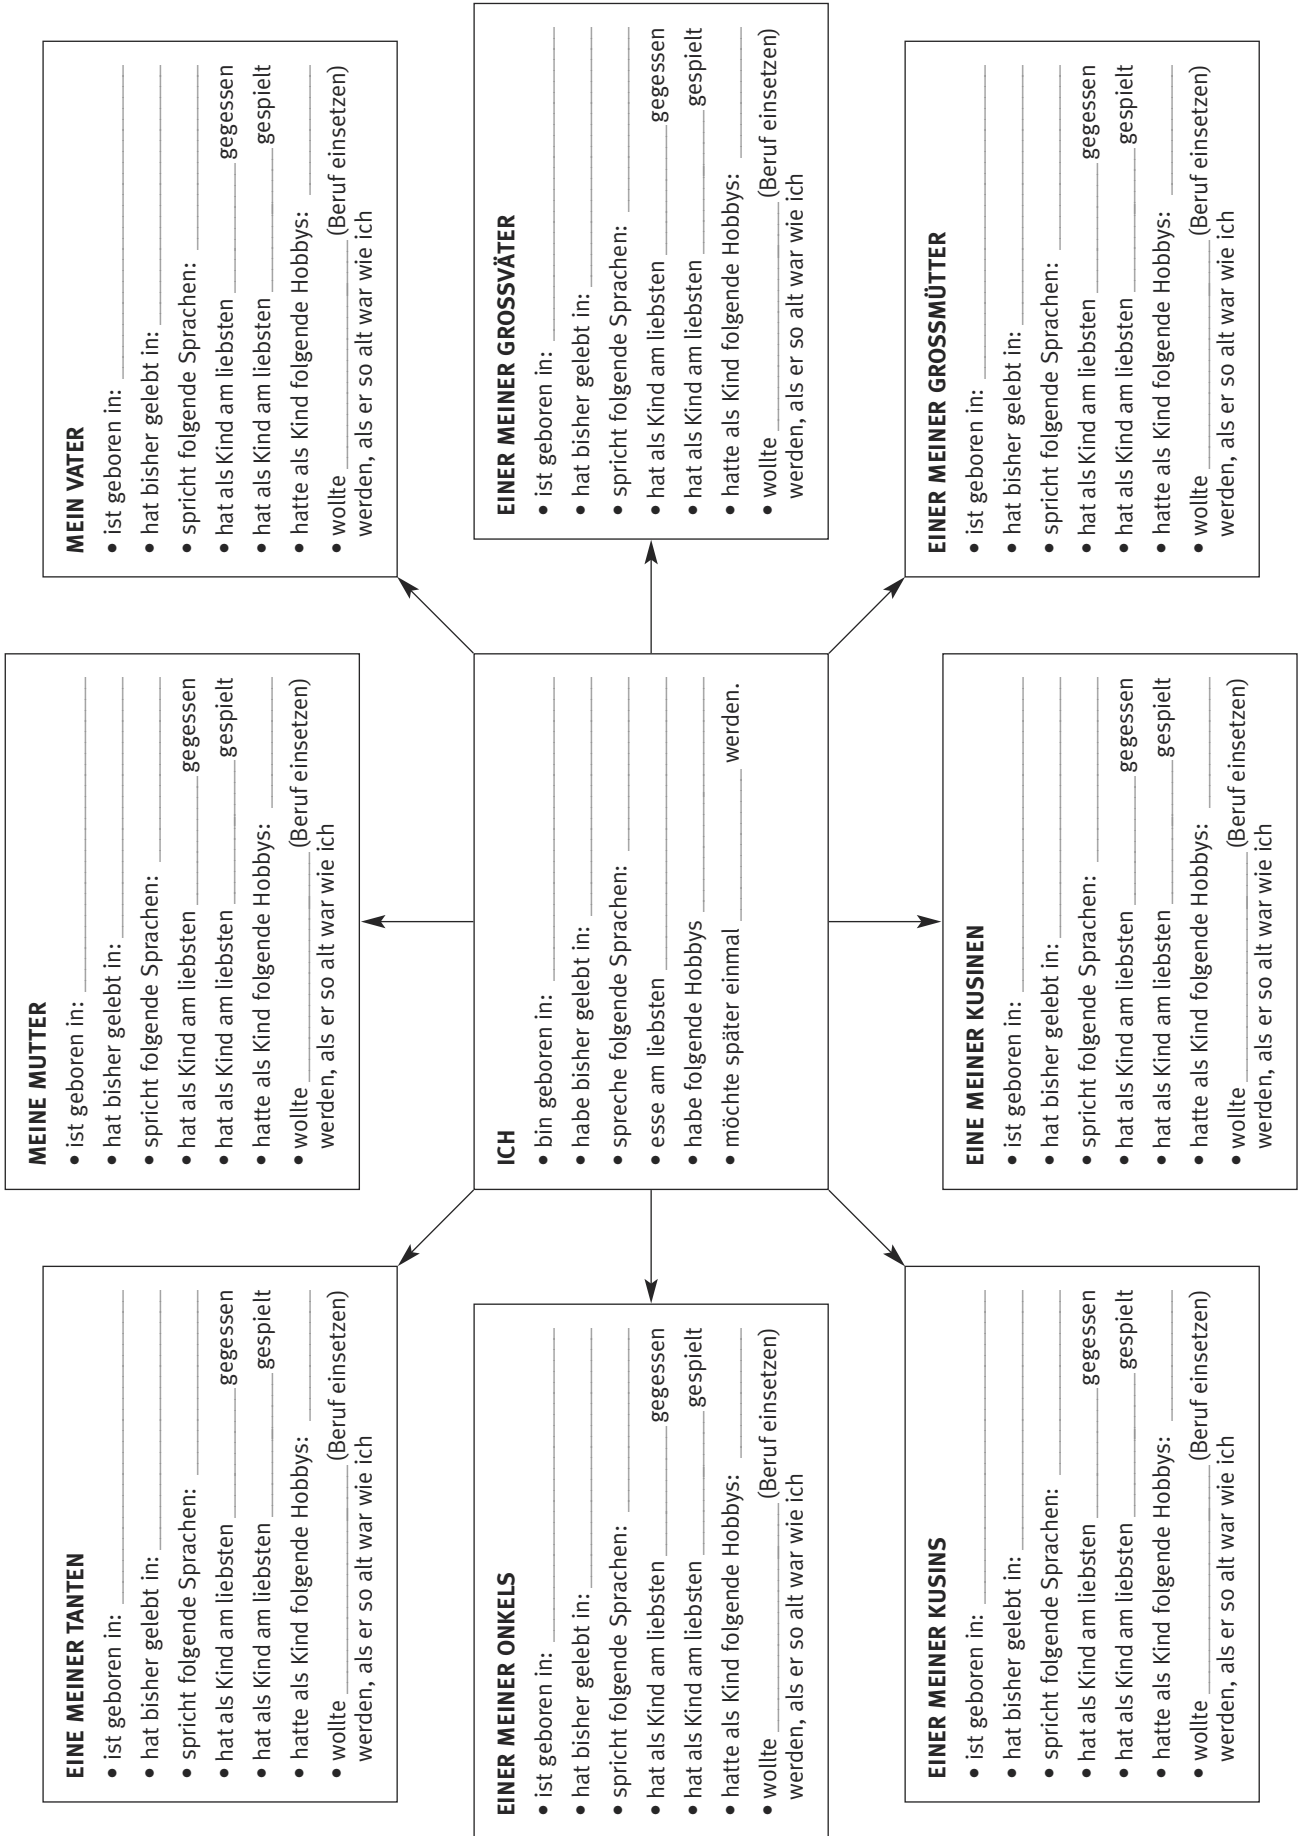 EINE MEINER TANTEN
• ist geboren in:
• hat bisher gelebt in:
• spricht folgende Sprachen:
• hat als Kind am liebsten gegessen
• hat als Kind am liebsten gespielt
• hatte als Kind folgende Hobbys:
• wollte (Beruf einsetzen)
werden, als er so alt war wie ich
MEINE MUTTER
• ist geboren in:
• hat bisher gelebt in:
• spricht folgende Sprachen:
• hat als Kind am liebsten gegessen
• hat als Kind am liebsten gespielt
• hatte als Kind folgende Hobbys:
• wollte (Beruf einsetzen)
werden, als er so alt war wie ich
MEIN VATER
• ist geboren in:
• hat bisher gelebt in:
• spricht folgende Sprachen:
• hat als Kind am liebsten gegessen
• hat als Kind am liebsten gespielt
• hatte als Kind folgende Hobbys:
• wollte (Beruf einsetzen)
werden, als er so alt war wie ich
EINER MEINER ONKELS
• ist geboren in:
• hat bisher gelebt in:
• spricht folgende Sprachen:
• hat als Kind am liebsten gegessen
• hat als Kind am liebsten gespielt
• hatte als Kind folgende Hobbys:
• wollte (Beruf einsetzen)
werden, als er so alt war wie ich
ICH
• bin geboren in:
• habe bisher gelebt in:
• spreche folgende Sprachen:
• esse am liebsten
• habe folgende Hobbys
• möchte später einmal werden.
EINER MEINER GROSSVÄTER
• ist geboren in:
• hat bisher gelebt in:
• spricht folgende Sprachen:
• hat als Kind am liebsten gegessen
• hat als Kind am liebsten gespielt
• hatte als Kind folgende Hobbys:
• wollte (Beruf einsetzen)
werden, als er so alt war wie ich
EINER MEINER KUSINS
• ist geboren in:
• hat bisher gelebt in:
• spricht folgende Sprachen:
• hat als Kind am liebsten gegessen
• hat als Kind am liebsten gespielt
• hatte als Kind folgende Hobbys:
• wollte (Beruf einsetzen)
werden, als er so alt war wie ich
EINE MEINER KUSINEN
• ist geboren in:
• hat bisher gelebt in:
• spricht folgende Sprachen:
• hat als Kind am liebsten gegessen
• hat als Kind am liebsten gespielt
• hatte als Kind folgende Hobbys:
• wollte (Beruf einsetzen)
werden, als er so alt war wie ich
EINER MEINER GROSSMÜTTER
• ist geboren in:
• hat bisher gelebt in:
• spricht folgende Sprachen:
• hat als Kind am liebsten gegessen
• hat als Kind am liebsten gespielt
• hatte als Kind folgende Hobbys:
• wollte (Beruf einsetzen)
werden, als er so alt war wie ich